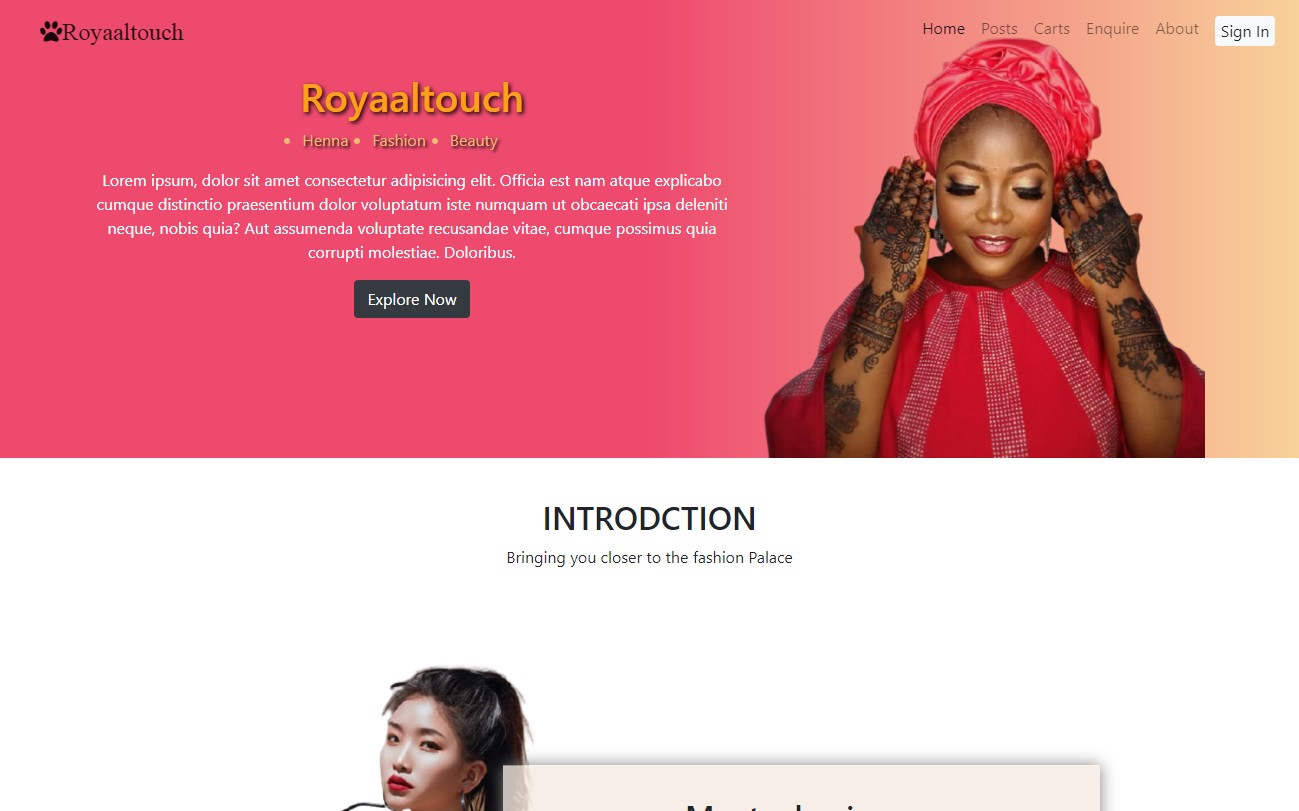 Royaaltouch
Home Posts Carts Enquire About Sign In
Royaaltouch
• Henna • Fashion • Beauty
Lorem ipsum, dolor sit amet consectetur adipisicing elit. Officia est nam atque explicabo
cumque distinctio praesentium dolor voluptatum iste numquam ut obcaecati ipsa deleniti
neque, nobis quia? Aut assumenda voluptate recusandae vitae, cumque possimus quia
corrupti molestiae. Doloribus.
Explore Now
INTRODCTION
Bringing you closer to the fashion Palace